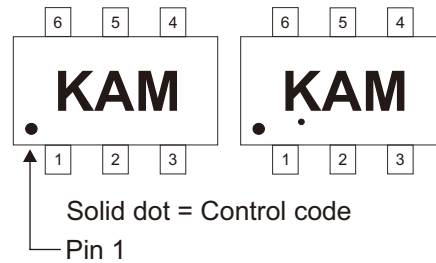 6 5 4 6 5 4
KAM KAM
1 2 3 1 2 3
Solid dot = Control code
Pin 1